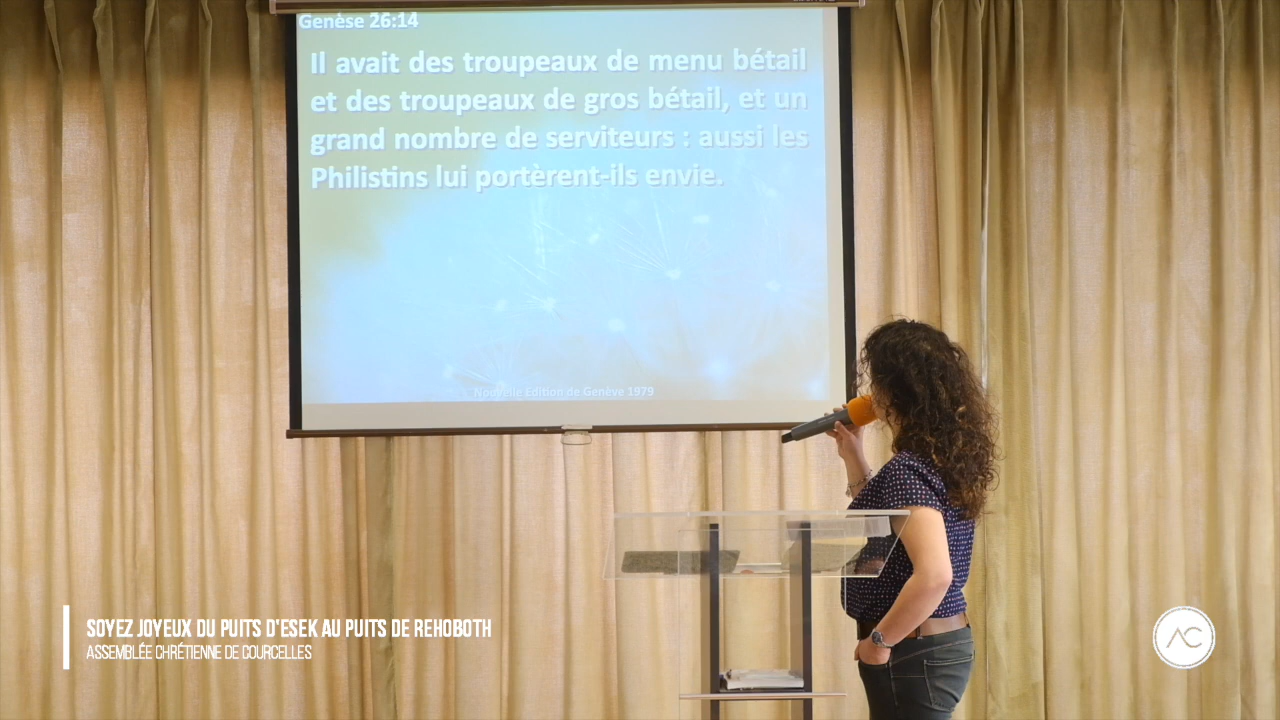 Genèse 26:14
Il avait des troupeaux de menu bétail
et des troupeaux de gros bétail, et un
grand nombre de serviteurs : aussi les
Philistins lui portèrent-ils envie.
Nouvelle Edition de Genève 1979
SOYEZ JOYEUX DU PUITS D'ESEK AU PUITS DE REHOBOTH
ASSEMBLÉE CHRÉTIENNE DE COURCELLES
AC